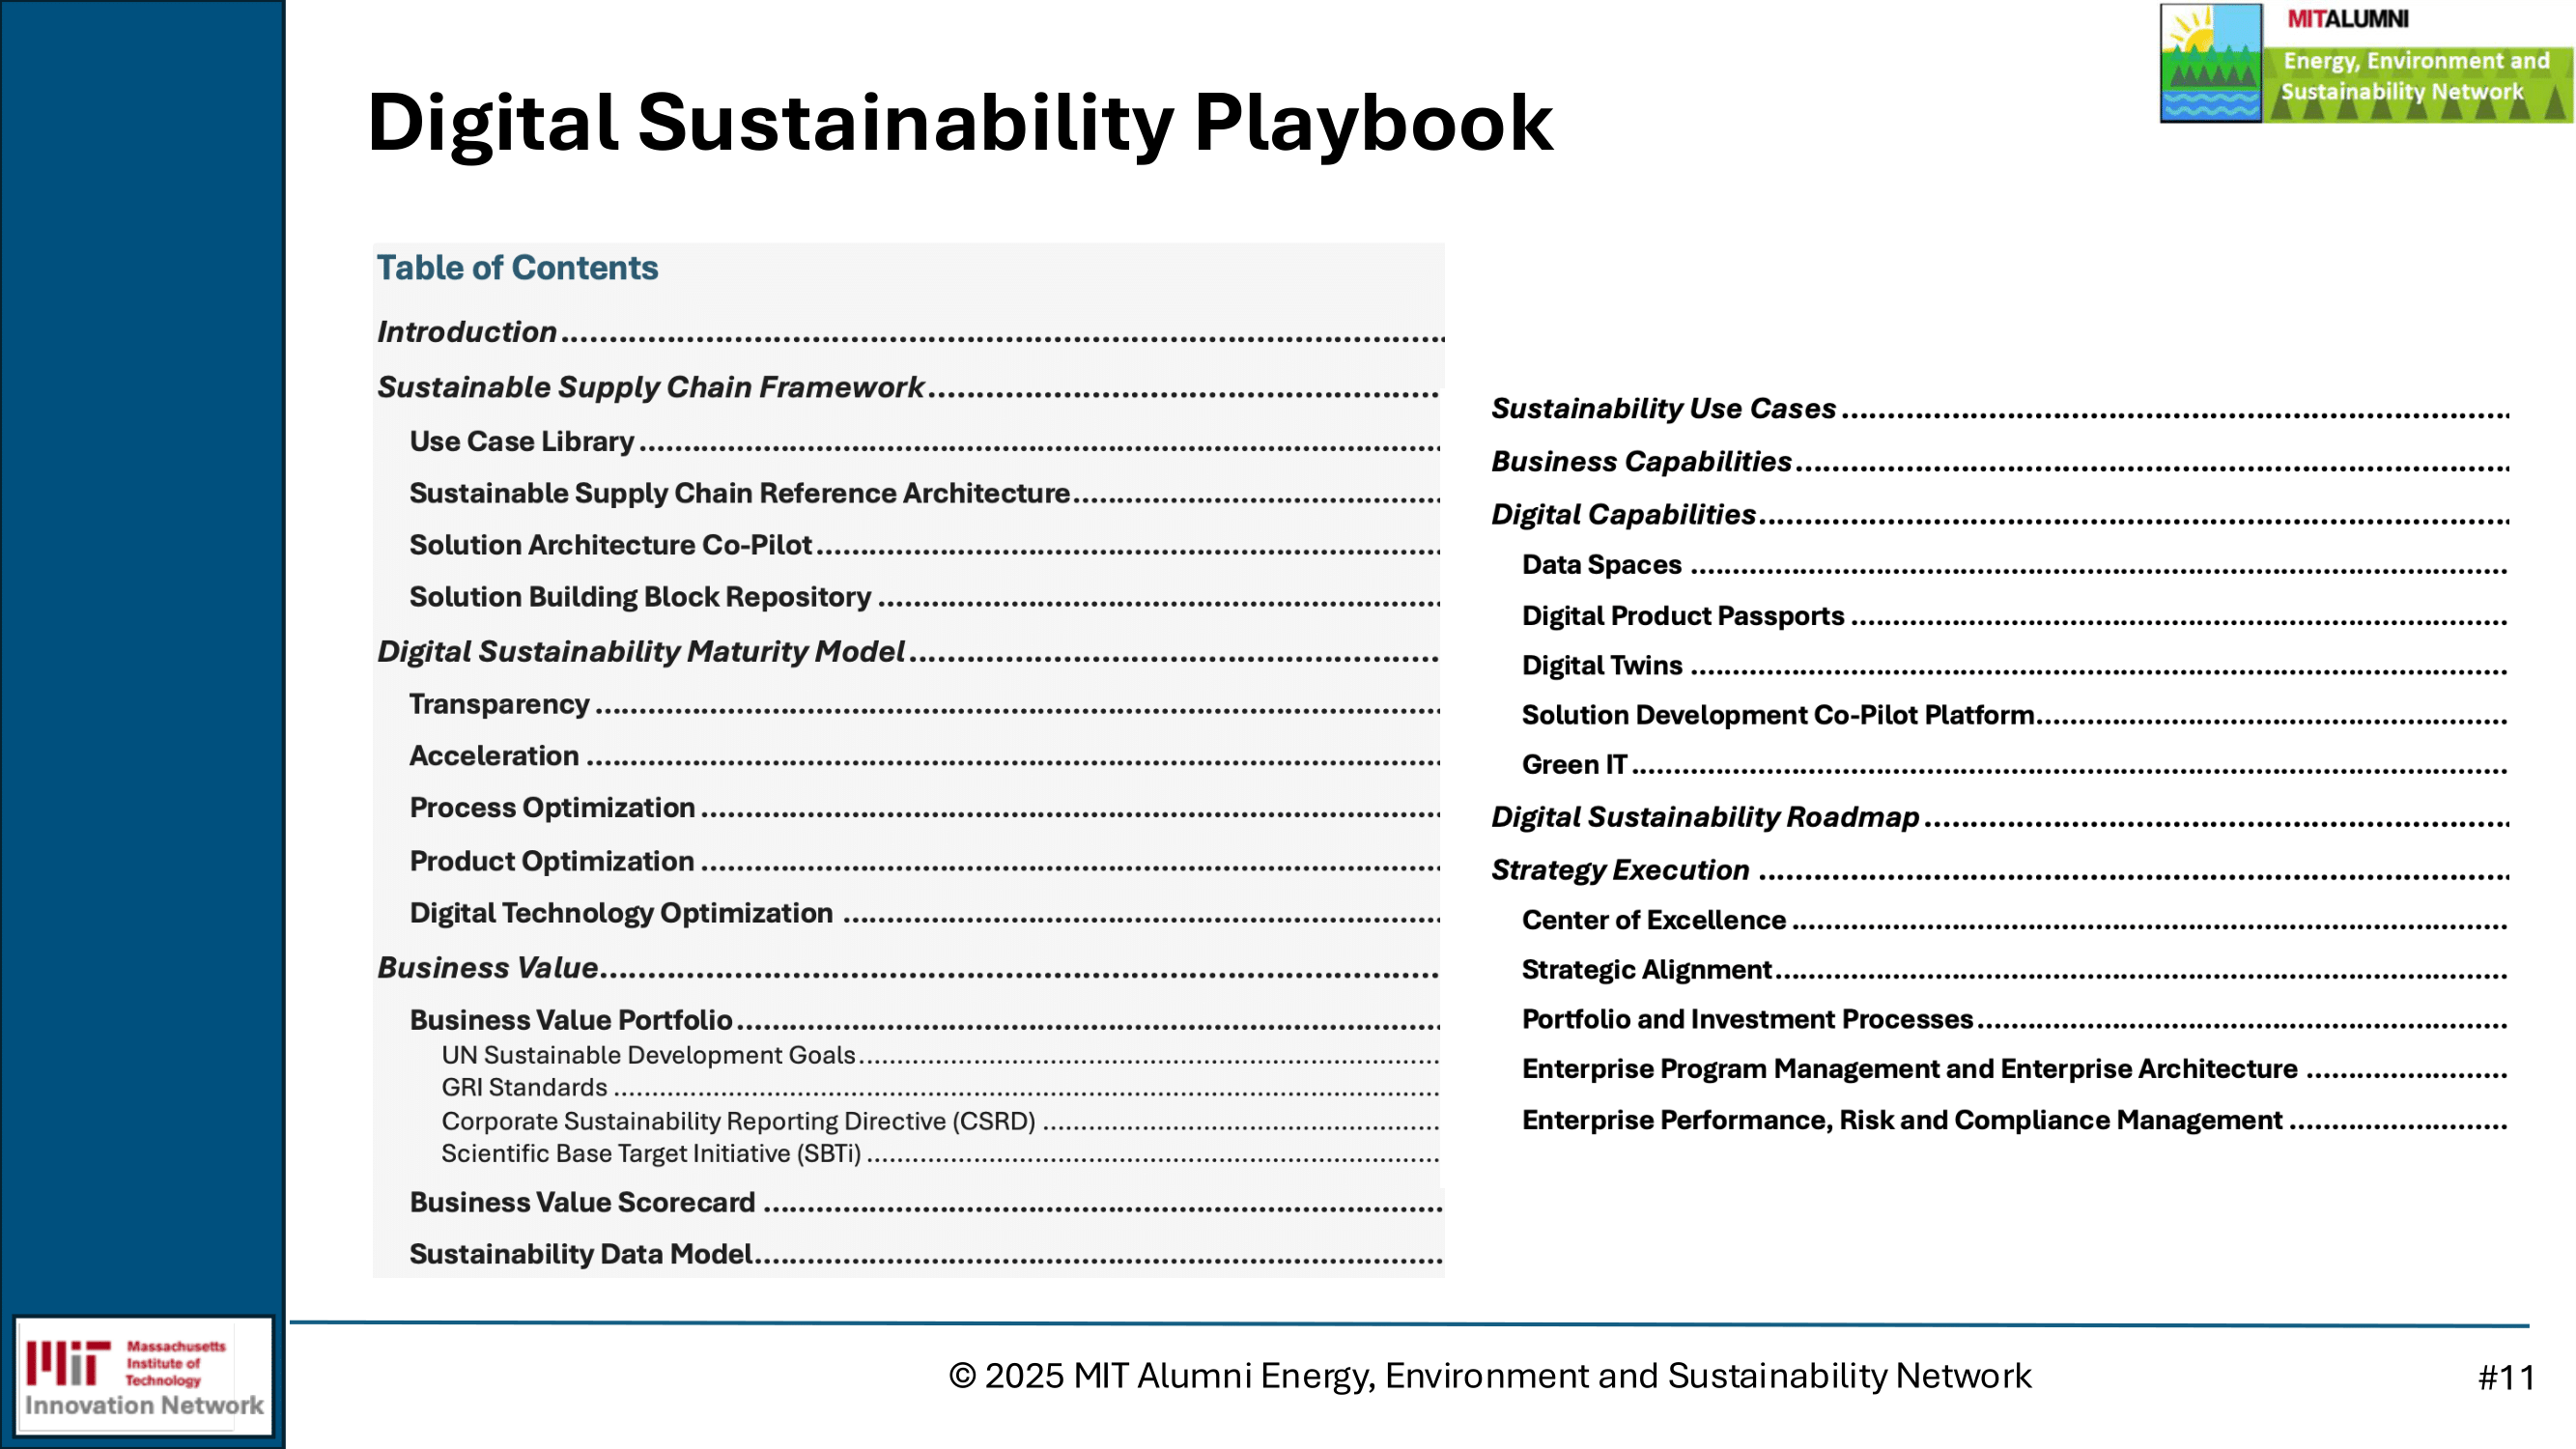 MITALUMNI
Energy, Environment and
Sustainability Network
Digital Sustainability Playbook
Table of Contents
Introduction
Sustainable Supply Chain Framework
Use Case Library
Sustainable Supply Chain Reference Architecture
Solution Architecture Co-Pilot
Solution Building Block Repository
Digital Sustainability Maturity Model
Transparency
Acceleration
Process Optimization
Product Optimization
Digital Technology Optimization
Business Value
Business Value Portfolio
UN Sustainable Development Goals
GRI Standards
Corporate Sustainability Reporting Directive (CSRD)
Scientific Base Target Initiative (SBTi)
Business Value Scorecard
Sustainability Data Model
Sustainability Use Cases
Business Capabilities
Digital Capabilities
Data Spaces
Digital Product Passports
Digital Twins
Solution Development Co-Pilot Platform
Green IT
Digital Sustainability Roadmap
Strategy Execution
Center of Excellence
Strategic Alignment
Portfolio and Investment Processes
Enterprise Program Management and Enterprise Architecture
Enterprise Performance, Risk and Compliance Management
MIT
Massachusetts
Institute of
Technology
Innovation Network
© 2025 MIT Alumni Energy, Environment and Sustainability Network
#11